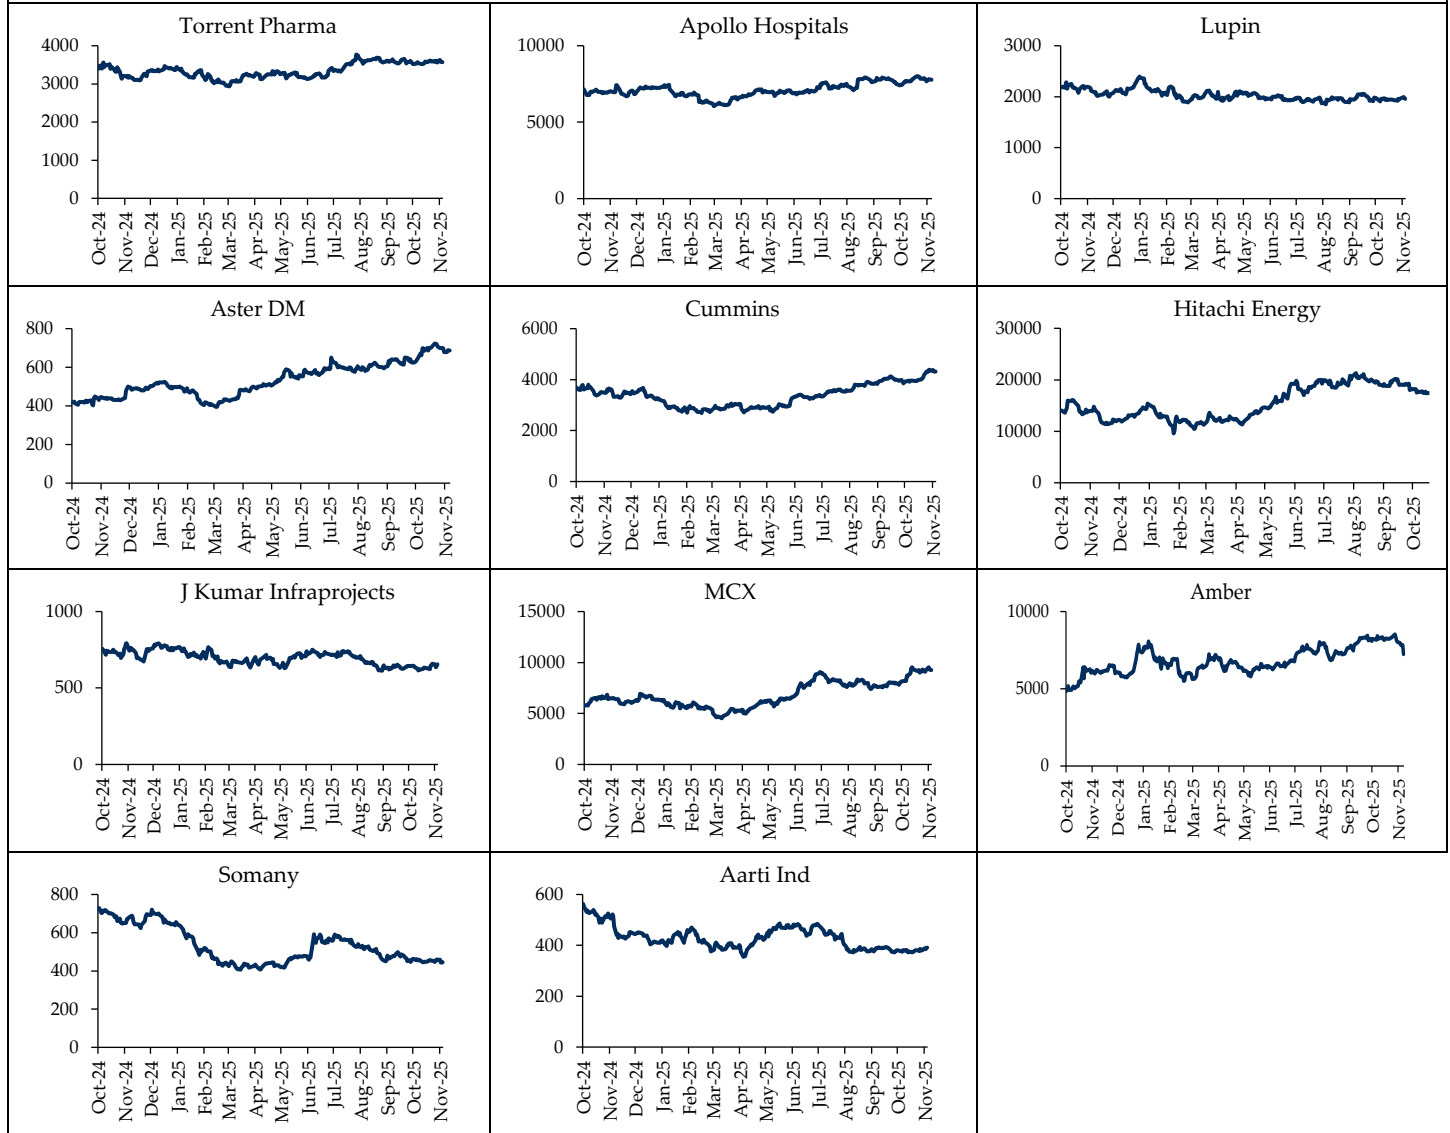 Torrent Pharma
4000
3000
2000
1000
0
Oct-24
Nov-24
Dec-24
Jan-25
Feb-25
Mar-25
Apr-25
May-25
Jun-25
Jul-25
Aug-25
Sep-25
Oct-25
Nov-25
Apollo Hospitals
10000
5000
0
Oct-24
Nov-24
Dec-24
Jan-25
Feb-25
Mar-25
Apr-25
May-25
Jun-25
Jul-25
Aug-25
Sep-25
Oct-25
Nov-25
Lupin
3000
2000
1000
0
Oct-24
Nov-24
Dec-24
Jan-25
Feb-25
Mar-25
Apr-25
May-25
Jun-25
Jul-25
Aug-25
Sep-25
Oct-25
Nov-25
Aster DM
800
600
400
200
0
Oct-24
Nov-24
Dec-24
Jan-25
Feb-25
Mar-25
Apr-25
May-25
Jun-25
Jul-25
Aug-25
Sep-25
Oct-25
Nov-25
Cummins
6000
4000
2000
0
Oct-24
Nov-24
Dec-24
Jan-25
Feb-25
Mar-25
Apr-25
May-25
Jun-25
Jul-25
Aug-25
Sep-25
Oct-25
Nov-25
Hitachi Energy
30000
20000
10000
0
Oct-24
Nov-24
Dec-24
Jan-25
Feb-25
Mar-25
Apr-25
May-25
Jun-25
Jul-25
Aug-25
Sep-25
Oct-25
J Kumar Infraprojects
1000
500
0
Oct-24
Nov-24
Dec-24
Jan-25
Feb-25
Mar-25
Apr-25
May-25
Jun-25
Jul-25
Aug-25
Sep-25
Oct-25
Nov-25
MCX
15000
10000
5000
0
Oct-24
Nov-24
Dec-24
Jan-25
Feb-25
Mar-25
Apr-25
May-25
Jun-25
Jul-25
Aug-25
Sep-25
Oct-25
Nov-25
Amber
10000
5000
0
Oct-24
Nov-24
Dec-24
Jan-25
Feb-25
Mar-25
Apr-25
May-25
Jun-25
Jul-25
Aug-25
Sep-25
Oct-25
Nov-25
Somany
800
600
400
200
0
Oct-24
Nov-24
Dec-24
Jan-25
Feb-25
Mar-25
Apr-25
May-25
Jun-25
Jul-25
Aug-25
Sep-25
Oct-25
Nov-25
Aarti Ind
600
400
200
0
Oct-24
Nov-24
Dec-24
Jan-25
Feb-25
Mar-25
Apr-25
May-25
Jun-25
Jul-25
Aug-25
Sep-25
Oct-25
Nov-25